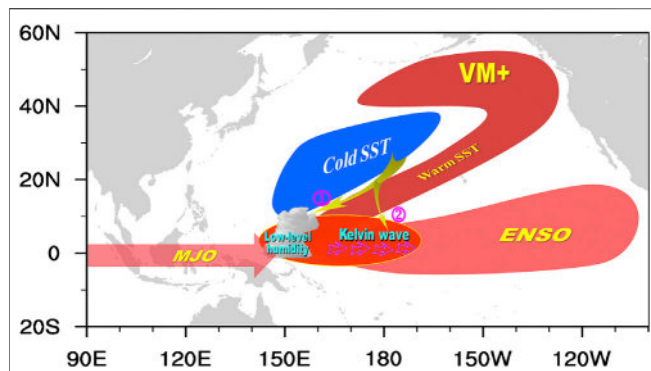 60N
VM+
40N
Cold SST
Warm SST
20N
①
②
Low-level
humidity
Kelvin wave
ENSO
0
MJO
20S
90E 120E 150E 180 150W 120W